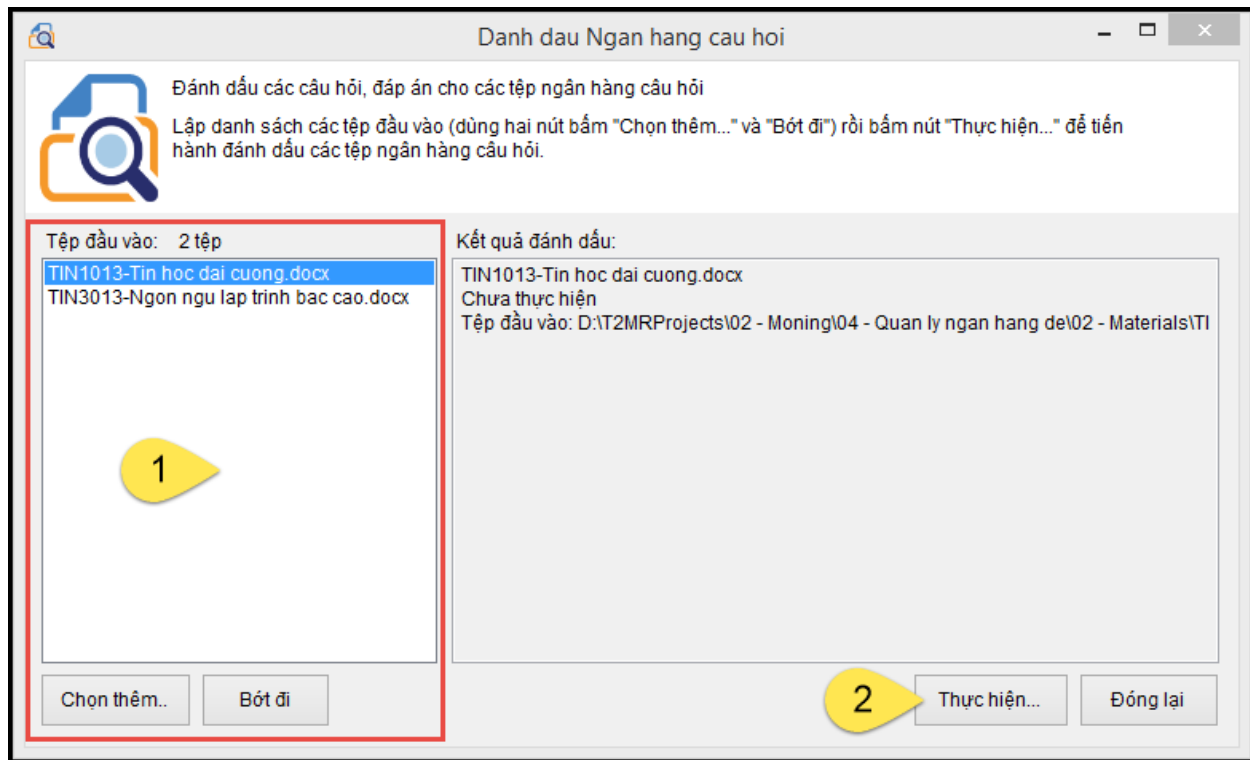 Danh dau Ngan hang cau hoi
Đánh dấu các câu hỏi, đáp án cho các tệp ngân hàng câu hỏi
Lập danh sách các tệp đầu vào (dùng hai nút bấm "Chọn thêm..." và "Bớt đi") rồi bấm nút "Thực hiện..." để tiến
hành đánh dấu các tệp ngân hàng câu hỏi.
Tệp đầu vào: 2 tệp
TIN1013-Tin hoc dai cuong.docx
TIN3013-Ngon ngu lap trinh bac cao.docx
1
Chọn thêm..
Bớt đi
Kết quả đánh dấu:
TIN1013-Tin hoc dai cuong.docx
Chưa thực hiện
Tệp đầu vào: D:\T2MRProjects\02 - Moning\04 - Quan ly ngan hang de\02 - Materials\TI
2
Thực hiện...
Đóng lại